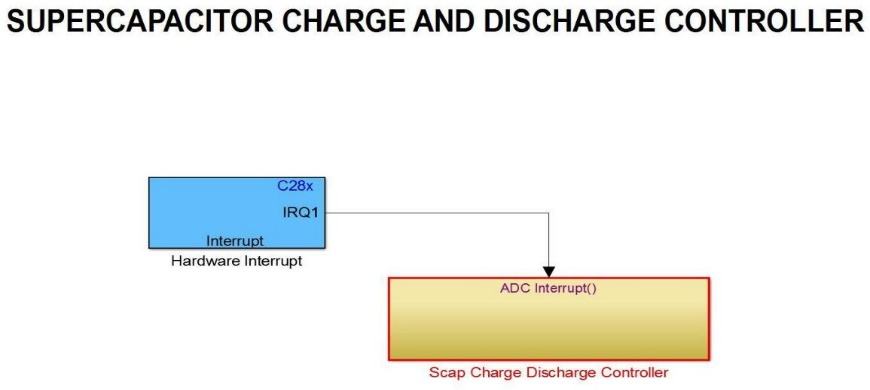 SUPERCAPACITOR CHARGE AND DISCHARGE CONTROLLER
C28x
IRQ1
Interrupt
Hardware Interrupt
ADC Interrupt()
Scap Charge Discharge Controller